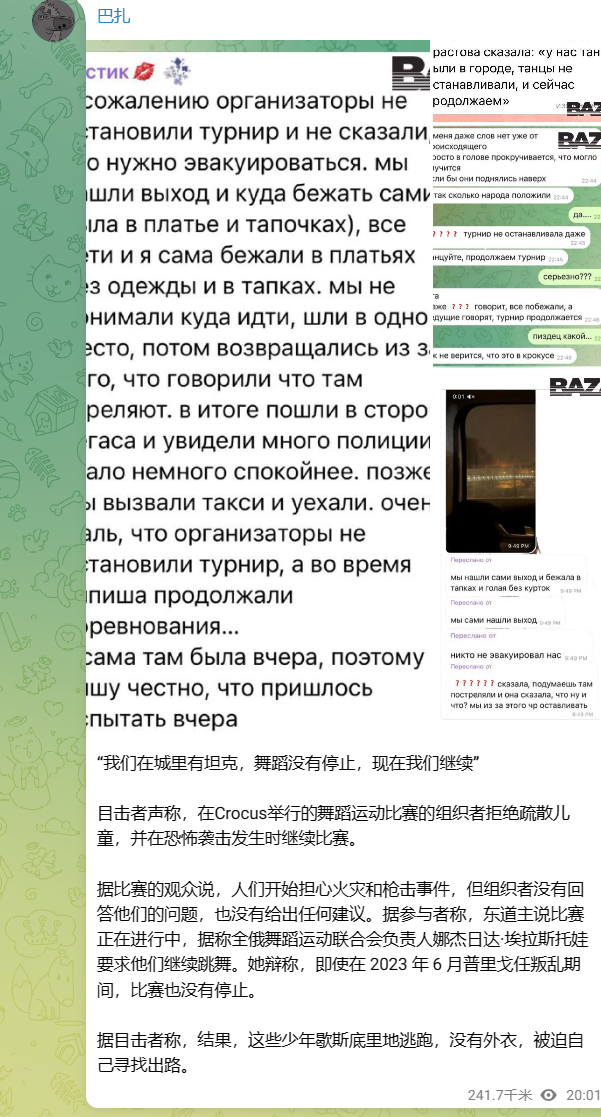 巴扎
стик 💋
BAZ
сожалению организаторы не
становили турнир и не сказали
о нужно эвакуироваться. мы
ашли выход и куда бежать сами
ыла в платье и тапочках), все
ети и я сама бежали в платьях
ез одежды и в тапках. мы не
онимали куда идти, шли в одно
есто, потом возвращались из з
го, что говорили что там
реляют. в итоге пошли в сторо
егаса и увидели много полиции
ало немного спокойнее. позже
ы вызвали такси и уехали. очен
аль, что организаторы не
становили турнир, а во время
пиша продолжали
оревнования...
сама там была вчера, поэтому
ишу честно, что пришлось
спытать вчера
растова сказала: «у нас тан
ыли в городе, танцы не
станавливали, и сейчас
родолжаем»
BAZ
меня даже слов нет уже от
роисходящего
BAZ
росто в голове прокручивается, что могло
учится
сли бы они поднялись наверх 22:44
так сколько народа положили 22:44
да.... 22
???? турнир не останавливала даже
22:45
анцуйте, продолжаем турнир 22:45
серьезно??? 22
та
аже ??? говорит, все побежали, а
едущие говорят, турнир продолжается 22:46
пиздец какой... 22
к не верится, что это в крокусе 22:48
BAZ
0:01
9:49 PM
Переслано от
мы нашли сами выход и бежала в
тапках и голая без курток 9:49 PM
Переслано от
мы сами нашли выход 9:49 PM
Переслано от
никто не эвакуировал нас 9:49 PM
Переслано от
?????? сказала, подумаешь там
постреляли и она сказала, что ну и
что? мы из за этого чр оставливать
9:49 PM
“我们在城里有坦克，舞蹈没有停止，现在我们继续”
目击者声称，在Crocus举行的舞蹈运动比赛的组织者拒绝疏散儿
童，并在恐怖袭击发生时继续比赛。
据比赛的观众说，人们开始担心火灾和枪击事件，但组织者没有回
答他们的问题，也没有给出任何建议。据参与者称，东道主说比赛
正在进行中，据称全俄舞蹈运动联合会负责人娜杰日达·埃拉斯托娃
要求他们继续跳舞。她辩称，即使在 2023 年 6 月普里戈任叛乱期
间，比赛也没有停止。
据目击者称，结果，这些少年歇斯底里地逃跑，没有外衣，被迫自
己寻找出路。
241.7千米 20:01